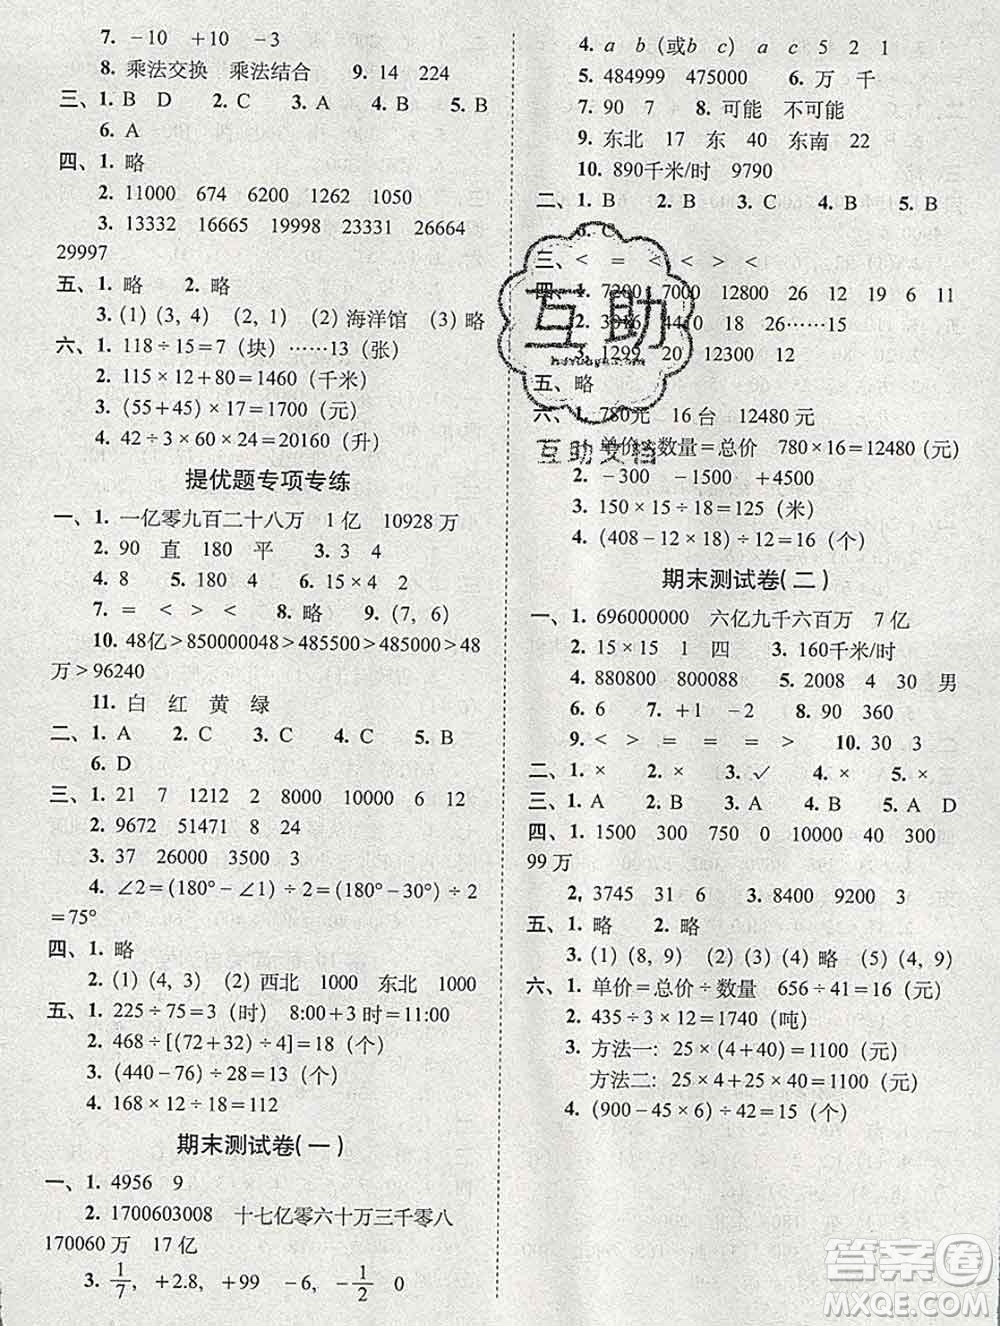 7. －10　＋10　－3
8. 乘法交换　乘法结合　9. 14　224
三、1. B　D　2. C　3. A　4. B　5. B
6. A
四、1. 略
2. 11000　674　6200　1262　1050
3. 13332　16665　19998　23331　26664
29997
五、1. 略　2. 略
3. (1) (3, 4)　(2, 1)　(2) 海洋馆　(3) 略
六、1. 118÷15＝7（块）……13（张）
2. 115×12＋80＝1460（千米）
3. (55＋45)×17＝1700（元）
4. 42÷3×60×24＝20160（升）
提优题专项专练
一、1. 一亿零九百二十八万　1亿　10928万
2. 90　直　180　平　3. 3　4
4. 8　5. 180　4　6. 15×4　2
7. ＝　＜　＞　＜　8. 略　9. (7, 6)
10. 48亿＞850000048＞485500＞485000＞48
万＞96240
11. 白　红　黄　绿
二、1. A　2. C　3. C　4. C　5. C
6. D
三、1. 21　7　1212　2　8000　10000　6　12
2. 9672　51471　8　24
3. 37　26000　3500　3
4. ∠2＝(180°－∠1)÷2＝(180°－30°)÷2
＝75°
四、1. 略
2. (1) (4, 4)　(2) 西北　1000　东北　1000
五、1. 225÷75＝3（时）　8:00＋3时＝11:00
2. 468÷[(72＋32)÷4]＝18（个）
3. (440－76)÷28＝13（个）
4. 168×12÷18＝112
期末测试卷(一)
一、1. 4956　9
2. 1700603008　十七亿零六十万三千零八
170060万　17亿
3. 1/7，＋2.8，＋99　－6，－1/2　0
4. a　b（或b　c）　a　c　5　2　1
5. 484999　475000　6. 万　千
7. 90　7　8. 可能　不可能
9. 东北　17　东　40　东南　22
10. 890千米/时　9790
二、1. B　2. B　3. C　4. B　5. B
6. C
三、＜　＝　＜　＜　＞　＜
四、1. 7200　7000　12800　26　12　19　6　11
2. 3016　4410　18　26……15
3. 1299　20　12300　12
五、略
六、1. 780元　16台　12480元
单价×数量＝总价　780×16＝12480（元）
2. －300　－1500　＋4500
3. 150×15÷18＝125（米）
4. (408－12×18)÷12＝16（个）
互助
互助文档
期末测试卷(二)
一、1. 696000000　六亿九千六百万　7亿
2. 15×15　1　四　3. 160千米/时
4. 880800　800088　5. 2008　4　30　男
6. 6　7. ＋1　－2　8. 90　360
9. ＜　＞　＝　＝　＝　＞　10. 30　3
二、1. ×　2. ×　3. ✓　4. ×　5. ×
三、1. A　2. B　3. A　4. B　5. A　D
四、1. 1500　300　750　0　10000　40　300
99万
2. 3745　31　6　3. 8400　9200　3
五、1. 略　2. 略
3. (1) (8, 9)　(2) (3) (4) 略　(5) (4, 9)
六、1. 单价＝总价÷数量　656÷41＝16（元）
2. 435÷3×12＝1740（吨）
3. 方法一: 25×(4＋40)＝1100（元）
方法二: 25×4＋25×40＝1100（元）
4. (900－45×6)÷42＝15（个）
答案圈
MXQE.COM